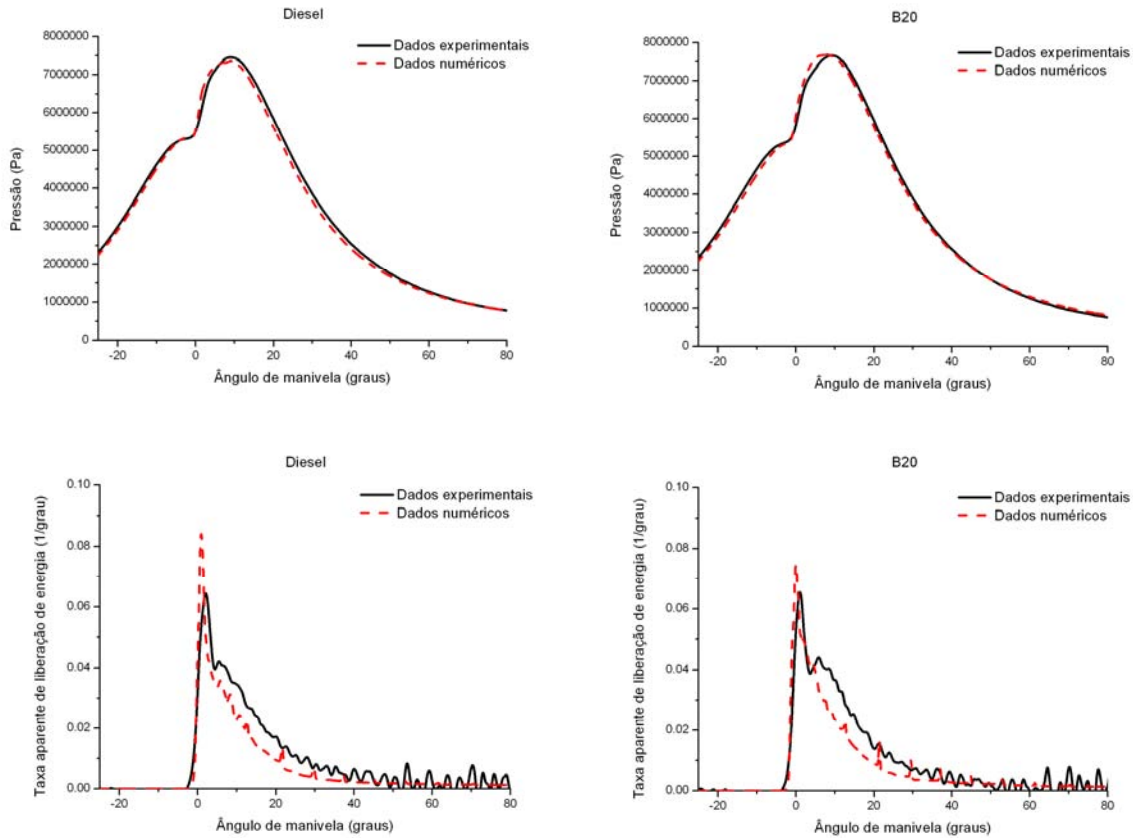 Diesel
Dados experimentais
Dados numéricos
8000000
7000000
6000000
5000000
4000000
3000000
2000000
1000000
0
Pressão (Pa)
-20 0 20 40 60 80
Ângulo de manivela (graus)
B20
Dados experimentais
Dados numéricos
8000000
7000000
6000000
5000000
4000000
3000000
2000000
1000000
0
Pressão (Pa)
-20 0 20 40 60 80
Ângulo de manivela (graus)
Diesel
Dados experimentais
Dados numéricos
0.10
0.08
0.06
0.04
0.02
0.00
Taxa aparente de liberação de energia (1/grau)
-20 0 20 40 60 80
Ângulo de manivela (graus)
B20
Dados experimentais
Dados numéricos
0.10
0.08
0.06
0.04
0.02
0.00
Taxa aparente de liberação de energia (1/grau)
-20 0 20 40 60 80
Ângulo de manivela (graus)